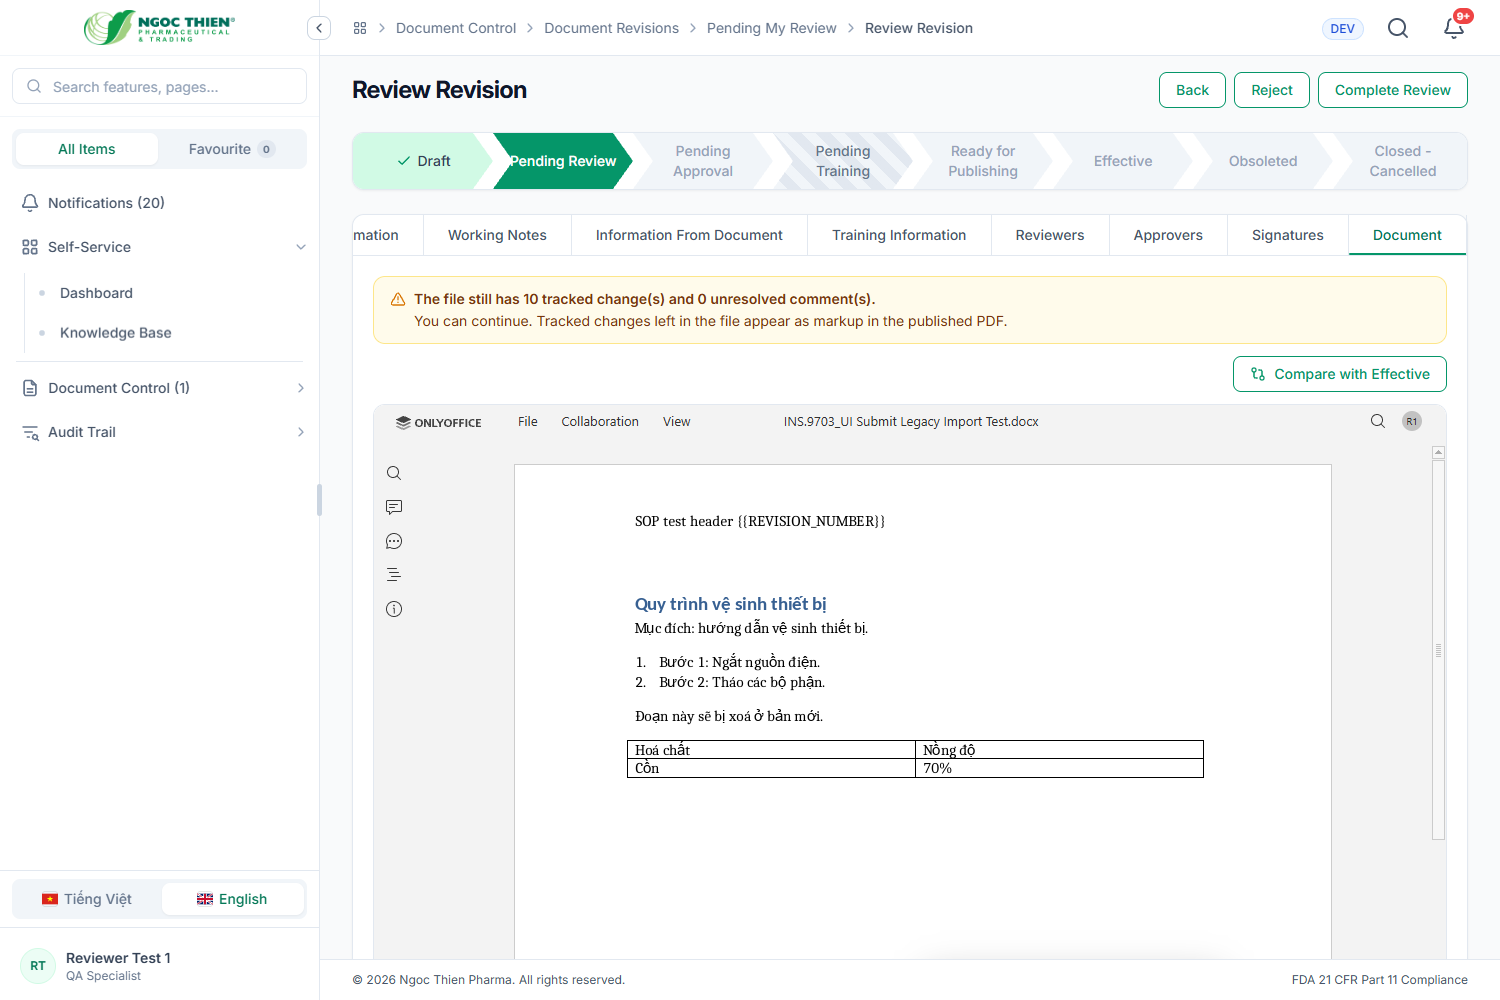 NGOC THIEN®
PHARMACEUTICAL
& TRADING
Document Control
Document Revisions
Pending My Review
Review Revision
DEV
9+
Search features, pages...
All Items
Favourite 0
Notifications (20)
Self-Service
Dashboard
Knowledge Base
Document Control (1)
Audit Trail
Tiếng Việt
English
RT
Reviewer Test 1
QA Specialist
Review Revision
Back
Reject
Complete Review
Draft
Pending Review
Pending
Approval
Pending
Training
Ready for
Publishing
Effective
Obsoleted
Closed -
Cancelled
mation
Working Notes
Information From Document
Training Information
Reviewers
Approvers
Signatures
Document
The file still has 10 tracked change(s) and 0 unresolved comment(s).
You can continue. Tracked changes left in the file appear as markup in the published PDF.
Compare with Effective
ONLYOFFICE
File
Collaboration
View
INS.9703_UI Submit Legacy Import Test.docx
R1
SOP test header {{REVISION_NUMBER}}
Quy trình vệ sinh thiết bị
Mục đích: hướng dẫn vệ sinh thiết bị.
1. Bước 1: Ngắt nguồn điện.
2. Bước 2: Tháo các bộ phận.
Đoạn này sẽ bị xoá ở bản mới.
Hoá chất Nồng độ
Cồn 70%
© 2026 Ngoc Thien Pharma. All rights reserved.
FDA 21 CFR Part 11 Compliance